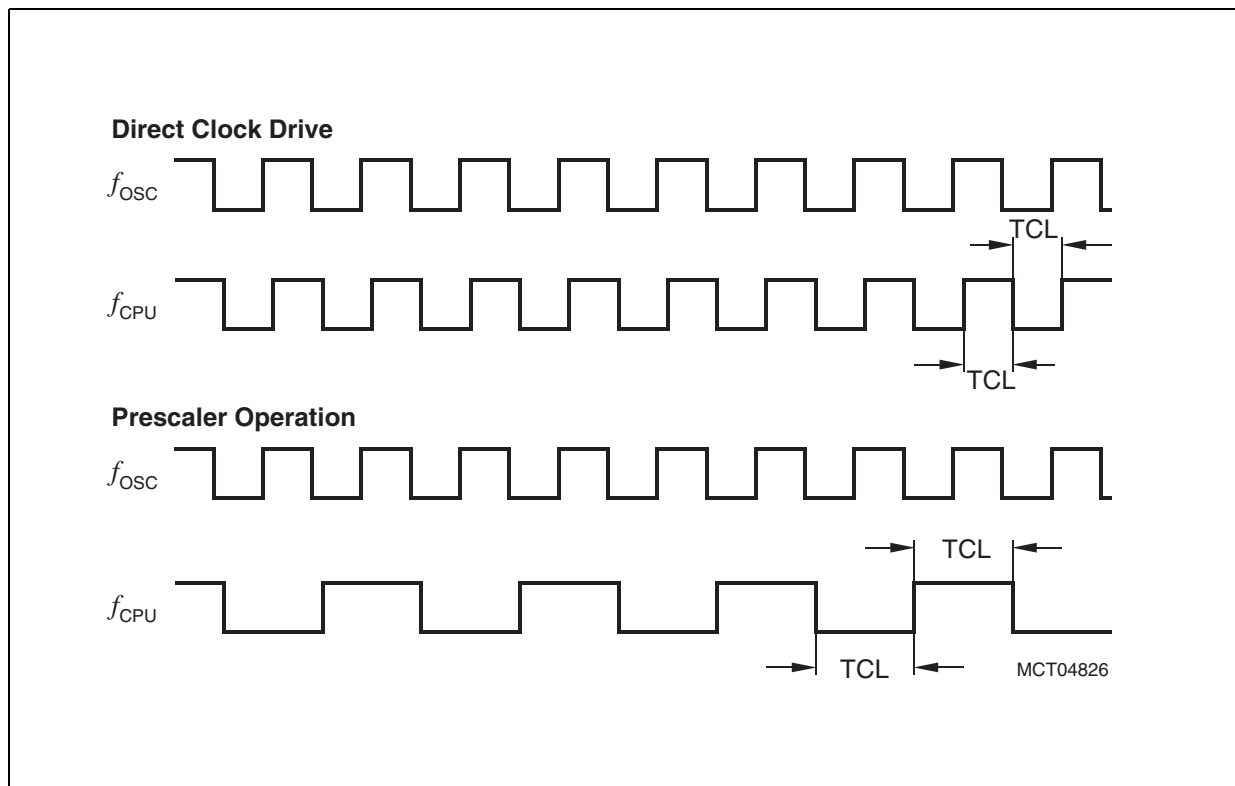 Direct Clock Drive
fOSC
TCL
fCPU
TCL
Prescaler Operation
fOSC
TCL
fCPU
TCL
MCT04826